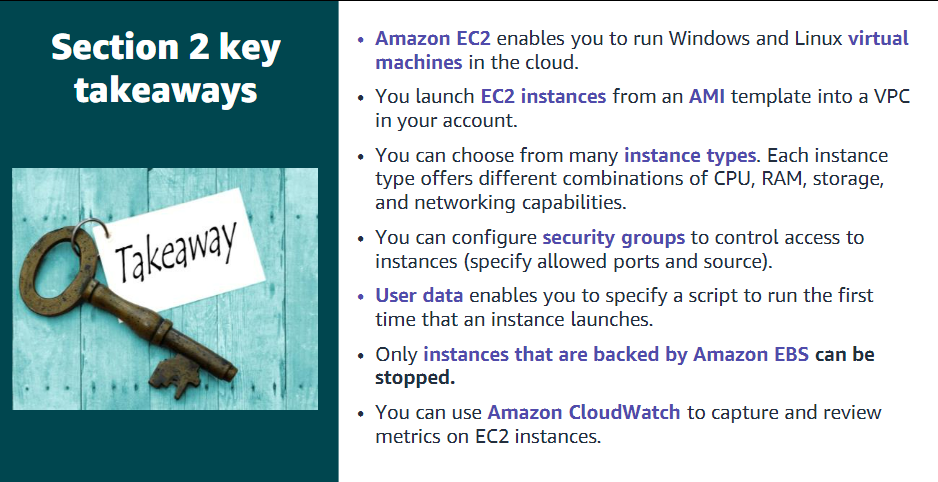 Section 2 key
takeaways
Takeaway
• Amazon EC2 enables you to run Windows and Linux virtual
machines in the cloud.
• You launch EC2 instances from an AMI template into a VPC
in your account.
• You can choose from many instance types. Each instance
type offers different combinations of CPU, RAM, storage,
and networking capabilities.
• You can configure security groups to control access to
instances (specify allowed ports and source).
• User data enables you to specify a script to run the first
time that an instance launches.
• Only instances that are backed by Amazon EBS can be
stopped.
• You can use Amazon CloudWatch to capture and review
metrics on EC2 instances.